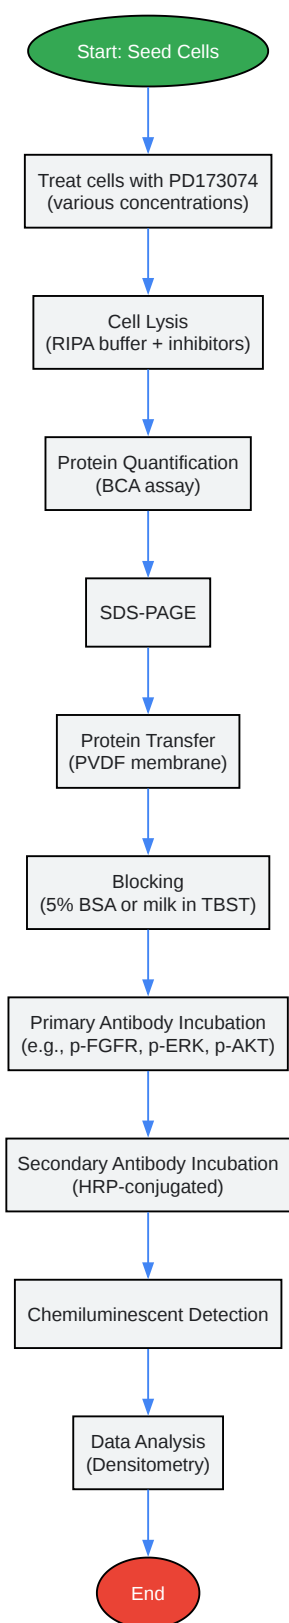 Start: Seed Cells
Treat cells with PD173074
(various concentrations)
Cell Lysis
(RIPA buffer + inhibitors)
Protein Quantification
(BCA assay)
SDS-PAGE
Protein Transfer
(PVDF membrane)
Blocking
(5% BSA or milk in TBST)
Primary Antibody Incubation
(e.g., p-FGFR, p-ERK, p-AKT)
Secondary Antibody Incubation
(HRP-conjugated)
Chemiluminescent Detection
Data Analysis
(Densitometry)
End